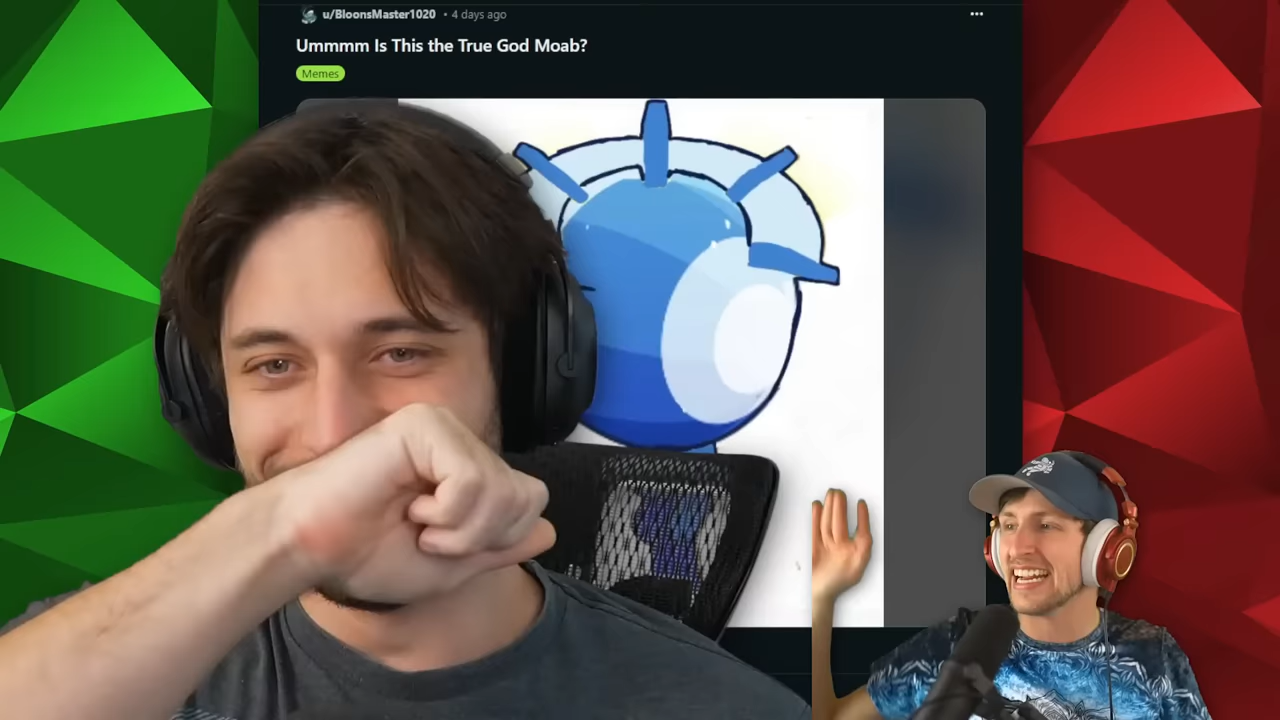 u/BloonsMaster1020 • 4 days ago
Ummmm Is This the True God Moab?
Memes